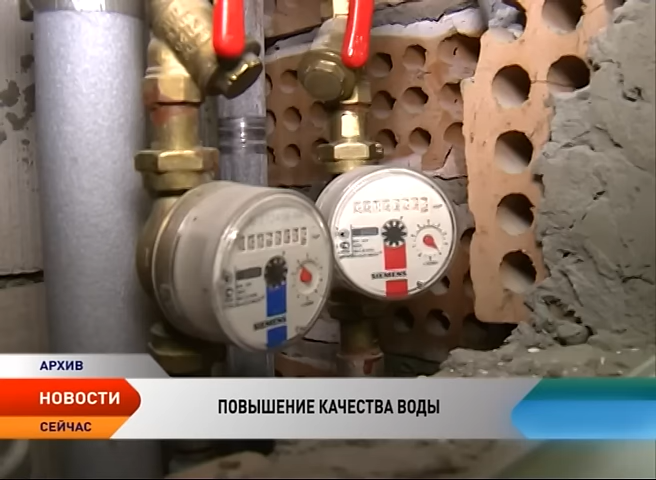 SIEMENS
SIEMENS
АРХИВ
НОВОСТИ
СЕЙЧАС
ПОВЫШЕНИЕ КАЧЕСТВА ВОДЫ